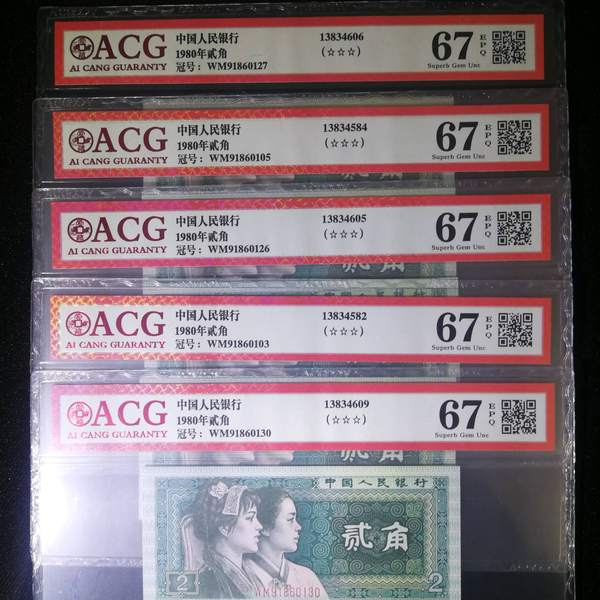 ACG
AI CANG GUARANTY
中国人民银行
1980年贰角
冠号: WM91860127
13834606
(☆☆☆)
67
EPQ
Superb Gem Unc
ACG
AI CANG GUARANTY
中国人民银行
1980年贰角
冠号: WM91860105
13834584
(☆☆☆)
67
EPQ
Superb Gem Unc
ACG
AI CANG GUARANTY
中国人民银行
1980年贰角
冠号: WM91860126
13834605
(☆☆☆)
67
EPQ
Superb Gem Unc
贰角
ACG
AI CANG GUARANTY
中国人民银行
1980年贰角
冠号: WM91860103
13834582
(☆☆☆)
67
EPQ
Superb Gem Unc
贰角
ACG
AI CANG GUARANTY
中国人民银行
1980年贰角
冠号: WM91860130
13834609
(☆☆☆)
67
EPQ
Superb Gem Unc
贰角
中国人民银行
贰角
2
WM91860130
2